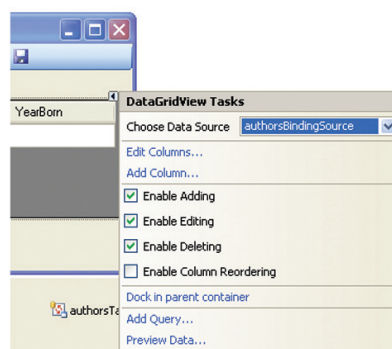 YearBorn
DataGridView Tasks
Choose Data Source authorsBindingSource
Edit Columns...
Add Column...
Enable Adding
Enable Editing
Enable Deleting
Enable Column Reordering
Dock in parent container
authorsTa
Add Query...
Preview Data...